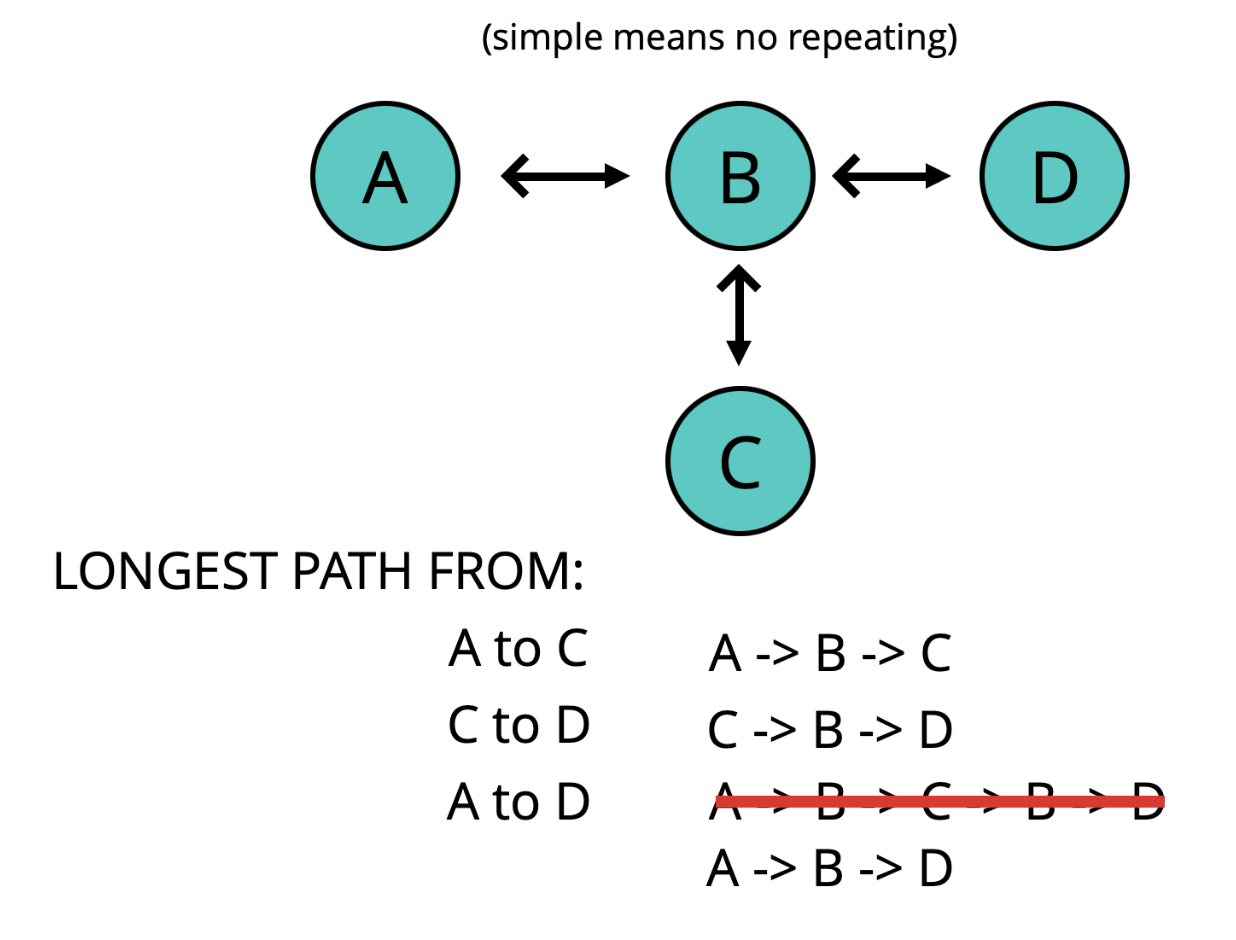 (simple means no repeating)
A B D
C
LONGEST PATH FROM:
A to C A -> B -> C
C to D C -> B -> D
A to D A -> B -> C -> B -> D
A -> B -> D